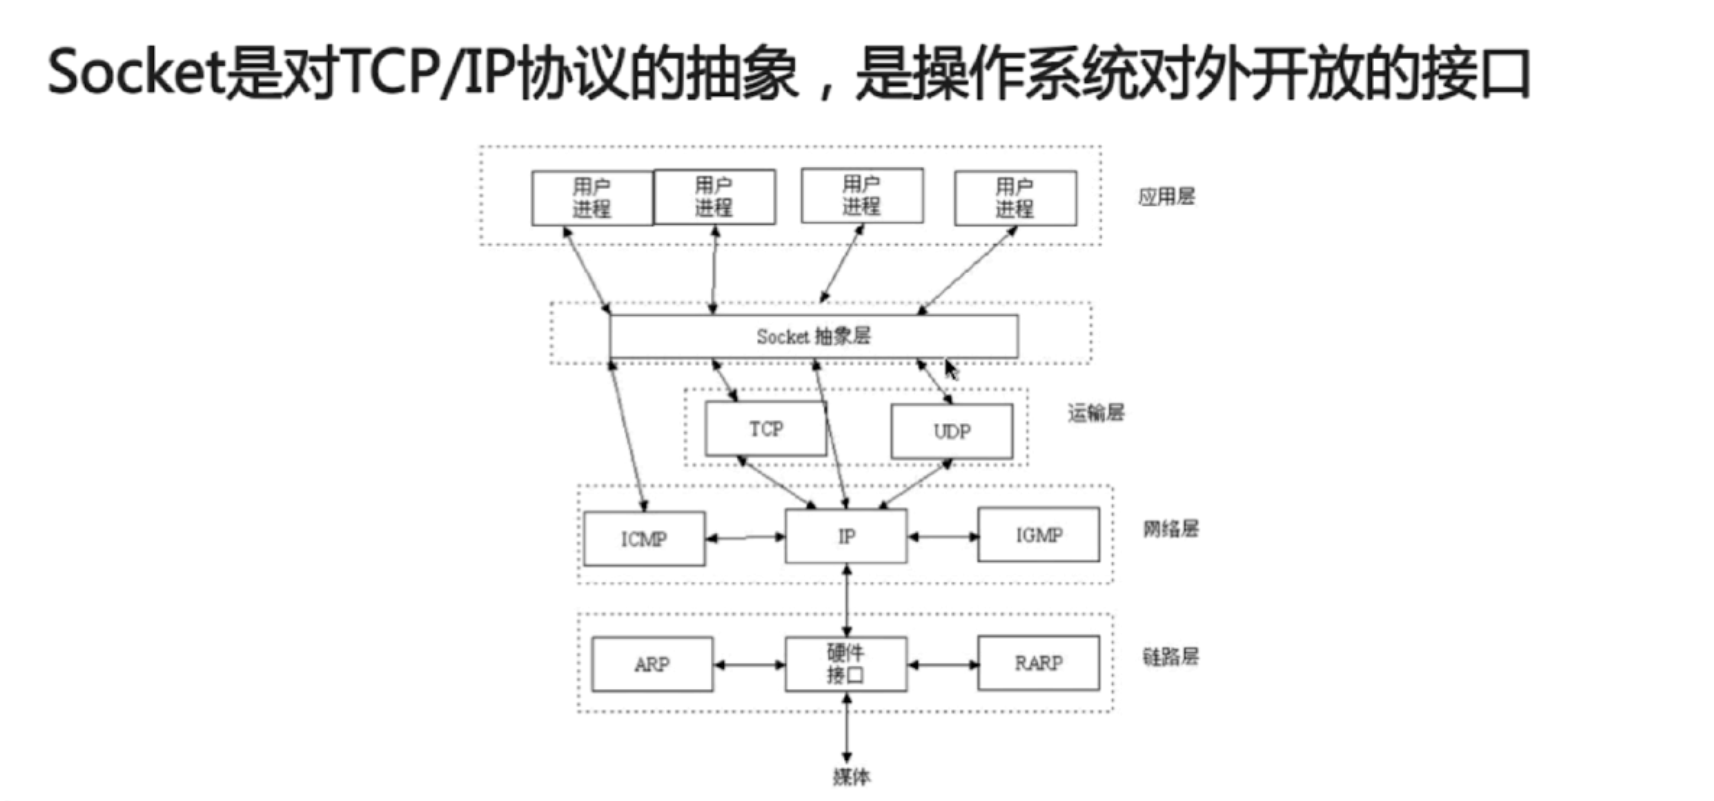 Socket是对TCP/IP协议的抽象，是操作系统对外开放的接口
用户
进程
用户
进程
用户
进程
用户
进程
应用层
Socket 抽象层
TCP
UDP
运输层
ICMP
IP
IGMP
网络层
ARP
硬件
接口
RARP
链路层
媒体